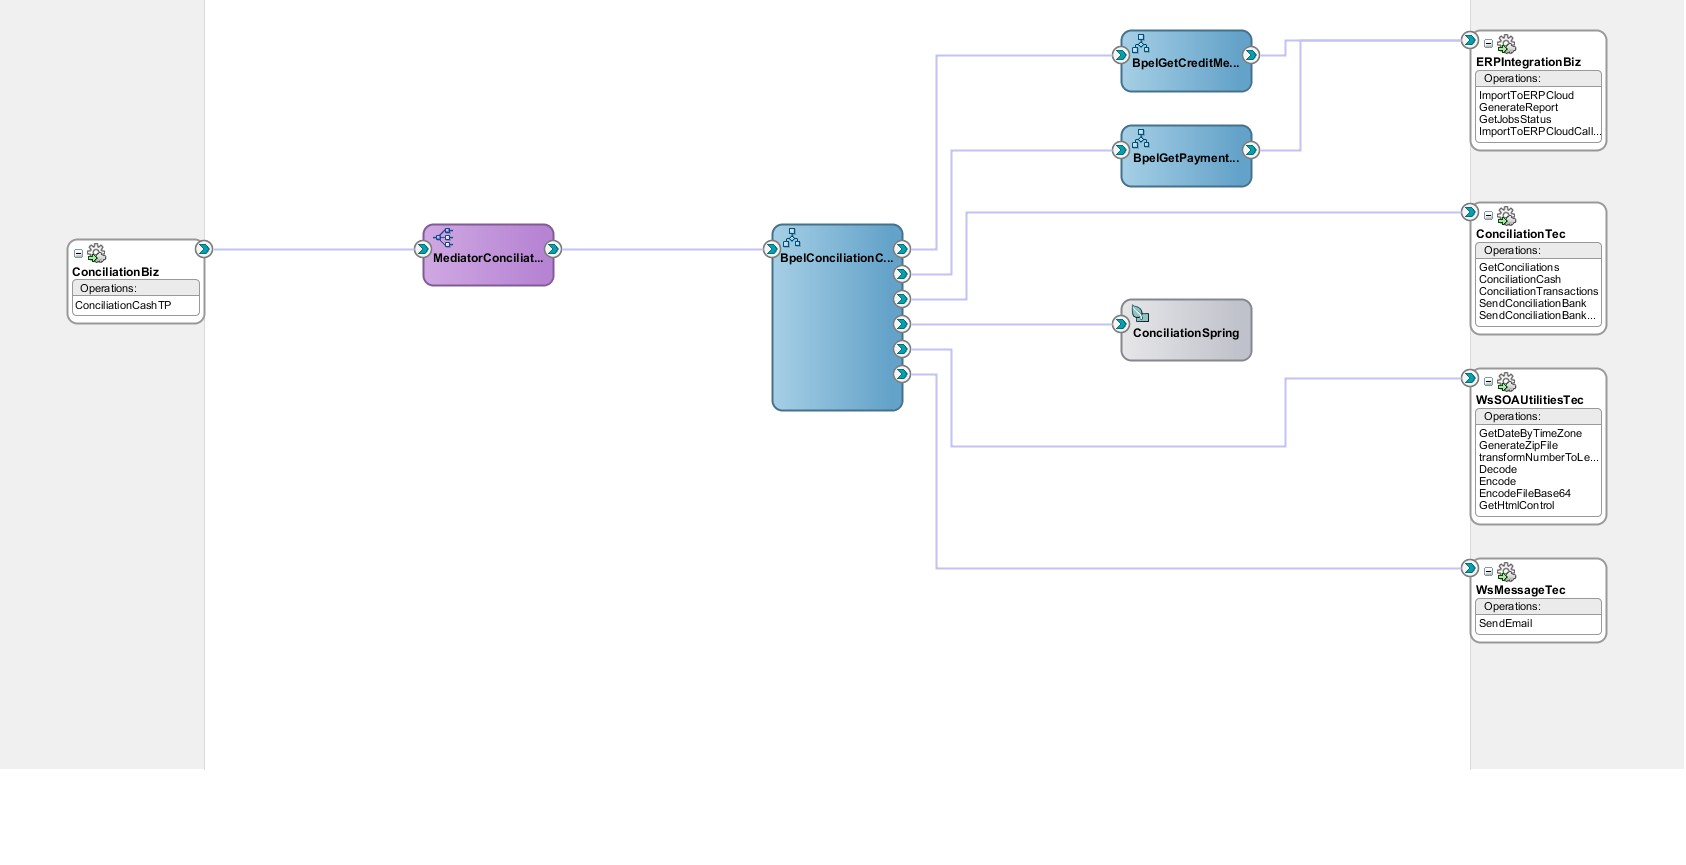 ConciliationBiz
Operations:
ConciliationCashTP
MediatorConciliat...
BpelConciliationC...
BpelGetCreditMe...
BpelGetPayment...
ConciliationSpring
ERPIntegrationBiz
Operations:
ImportToERPCloud
GenerateReport
GetJobsStatus
ImportToERPCloudCall...
ConciliationTec
Operations:
GetConciliations
ConciliationCash
ConciliationTransactions
SendConciliationBank
SendConciliationBank...
WsSOAUtilitiesTec
Operations:
GetDateByTimeZone
GenerateZipFile
transformNumberToLe...
Decode
Encode
EncodeFileBase64
GetHtmlControl
WsMessageTec
Operations:
SendEmail